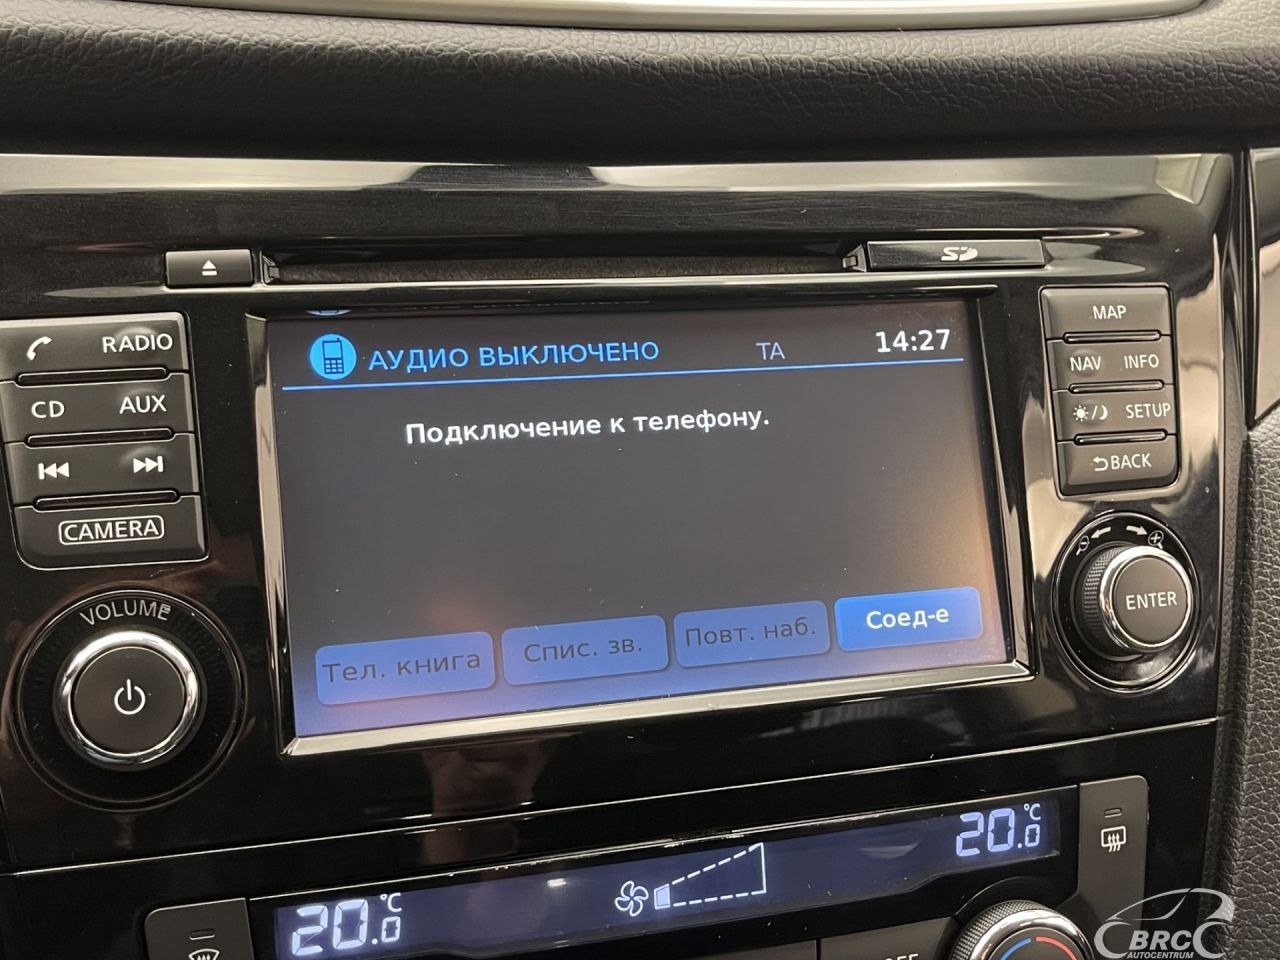 SD
RADIO
CD AUX
CAMERA
VOLUME
АУДИО ВЫКЛЮЧЕНО TA 14:27
Подключение к телефону.
Тел. книга Спис. зв. Повт. наб. Соед-е
MAP
NAV INFO
SETUP
BACK
ENTER
20.0 °C
20.0 °C
OFF
BRC
AUTOCENTRUM